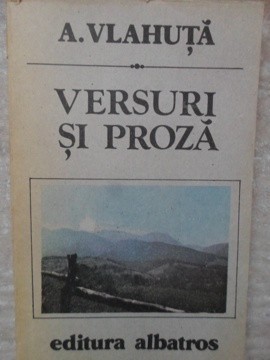 A. VLAHUȚĂ
VERSURI
ȘI PROZĂ
editura albatros